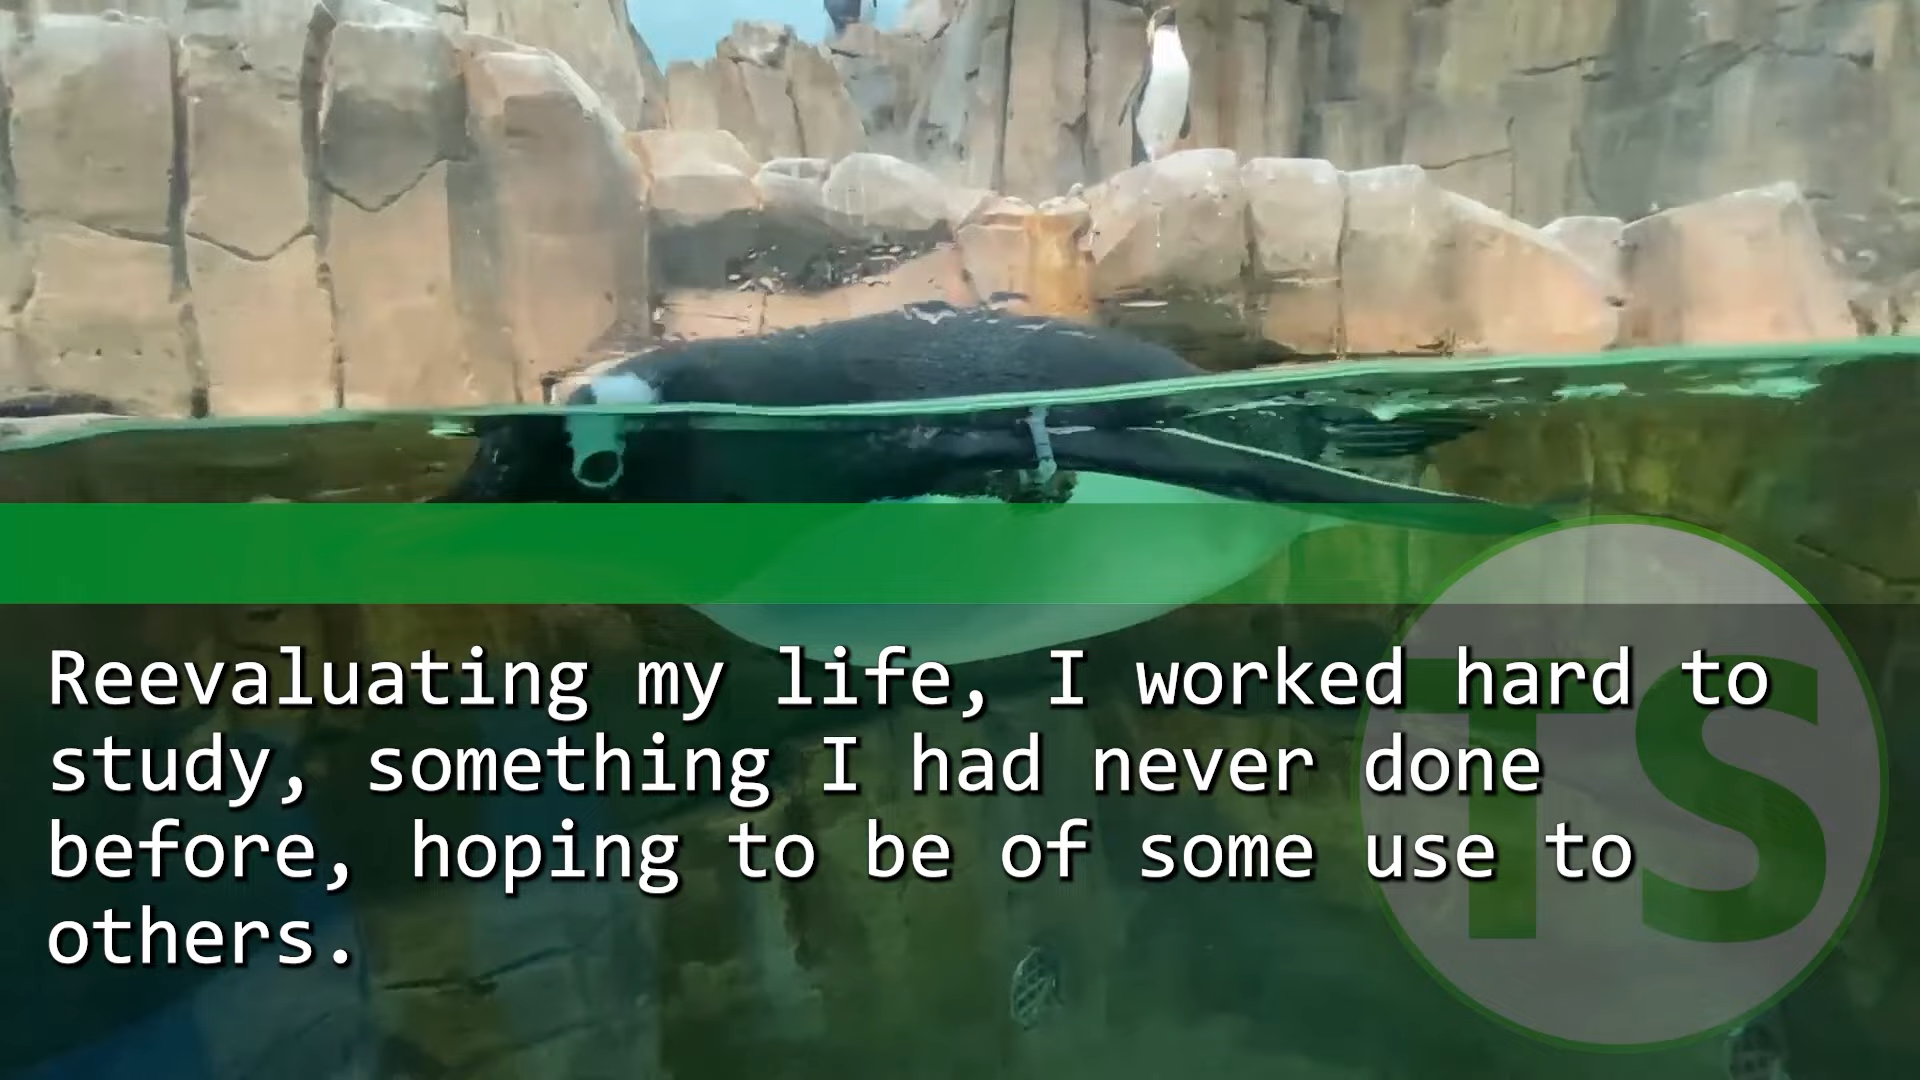 Reevaluating my life, I worked hard to
study, something I had never done
before, hoping to be of some use to
others.
TS